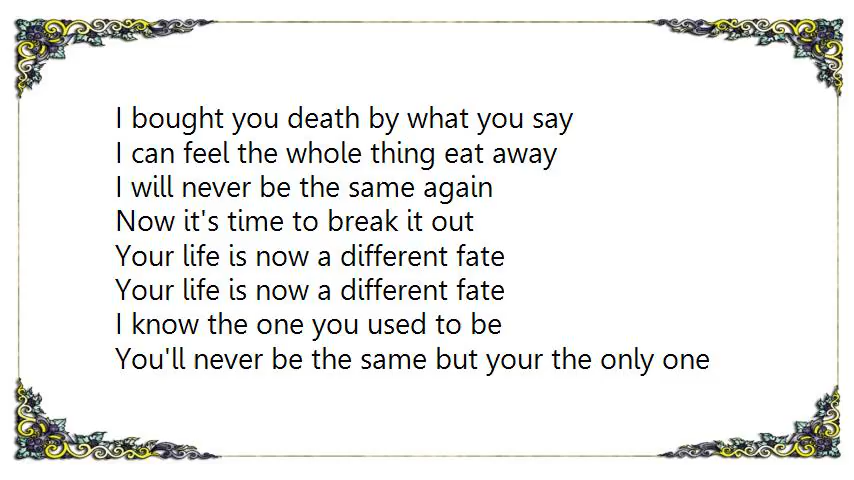 I bought you death by what you say
I can feel the whole thing eat away
I will never be the same again
Now it's time to break it out
Your life is now a different fate
Your life is now a different fate
I know the one you used to be
You'll never be the same but your the only one